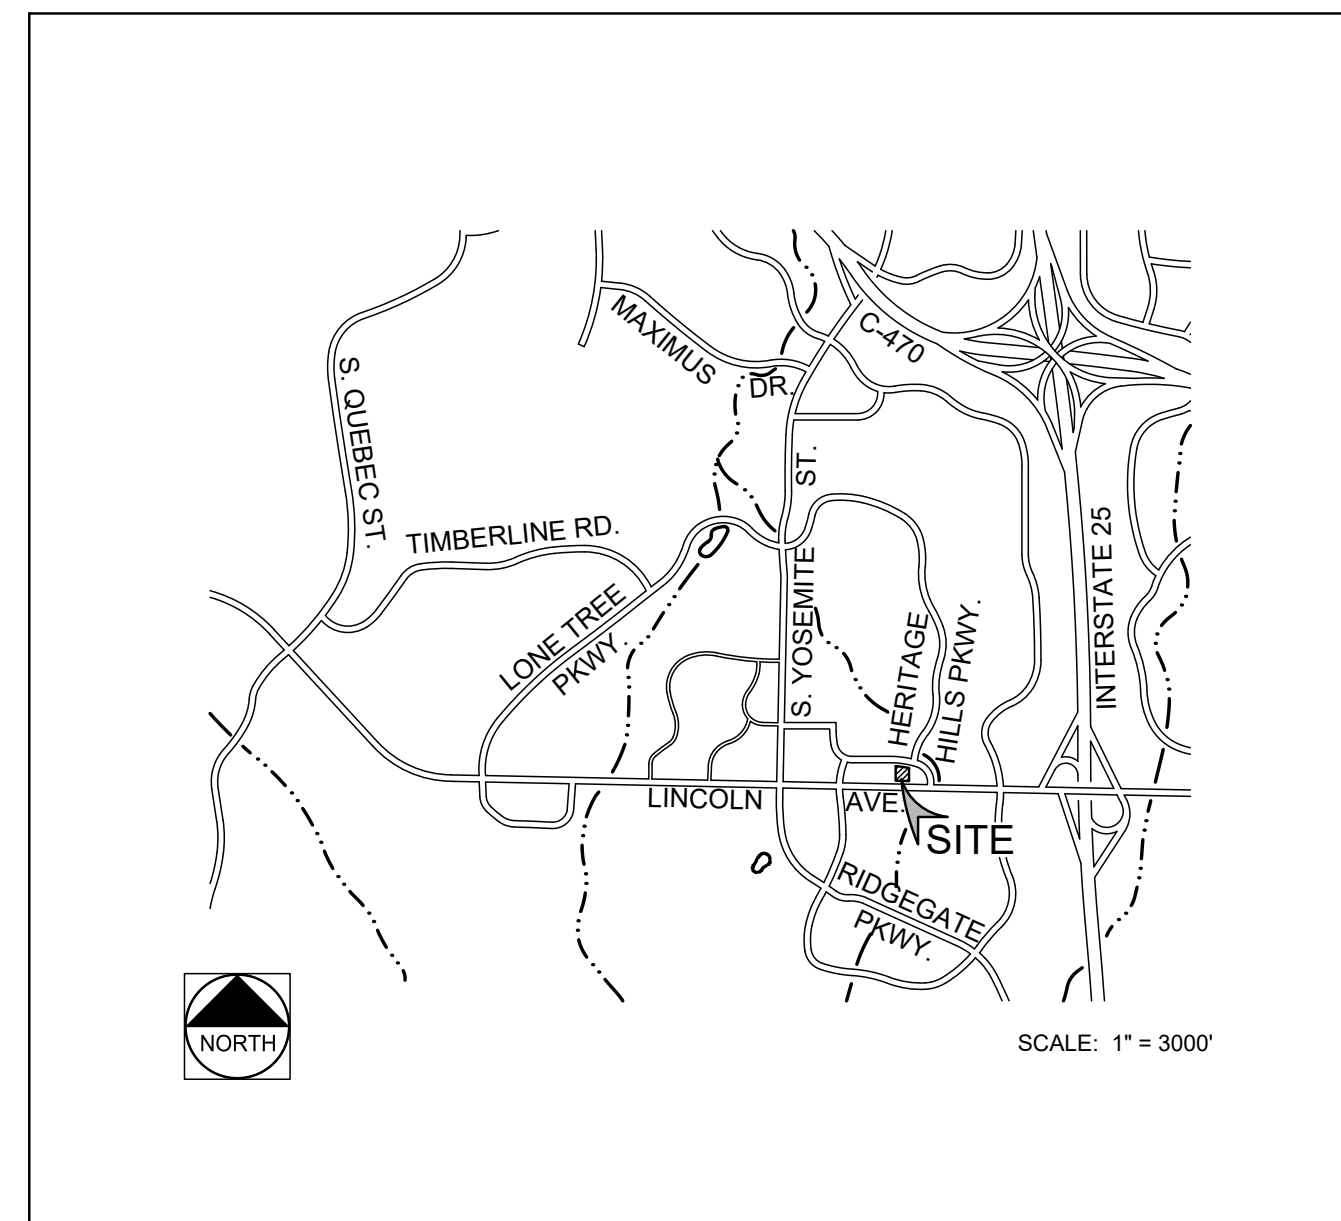 MAXIMUS
DR.
C-470
S. QUEBEC ST.
TIMBERLINE RD.
LONE TREE
PKWY.
S. YOSEMITE
ST.
HERITAGE
HILLS PKWY.
INTERSTATE 25
LINCOLN
AVE.
SITE
RIDGEGATE
PKWY.
NORTH
SCALE: 1" = 3000'